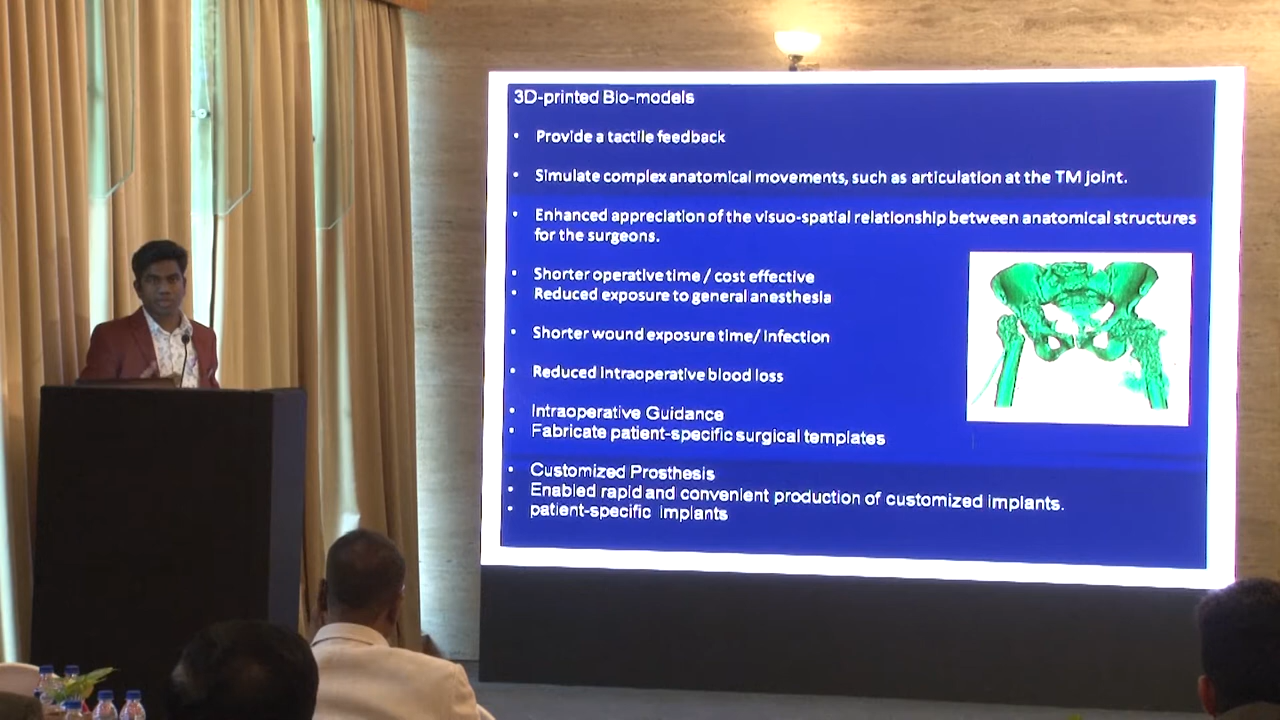 3D-printed Bio-models
• Provide a tactile feedback
• Simulate complex anatomical movements, such as articulation at the TM joint.
• Enhanced appreciation of the visuo-spatial relationship between anatomical structures
for the surgeons.
• Shorter operative time / cost effective
• Reduced exposure to general anesthesia
• Shorter wound exposure time/ infection
• Reduced intraoperative blood loss
• Intraoperative Guidance
• Fabricate patient-specific surgical templates
• Customized Prosthesis
• Enabled rapid and convenient production of customized implants.
• patient-specific implants